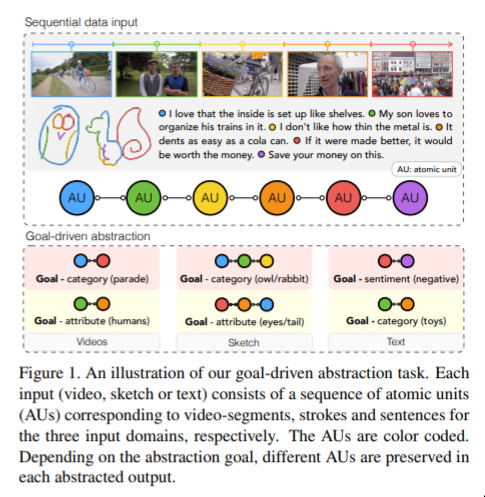 Sequential data input
I love that the inside is set up like shelves. My son loves to
organize his trains in it. I don't like how thin the metal is. It
dents as easy as a cola can. If it were made better, it would
be worth the money. Save your money on this.
AU: atomic unit
AU AU AU AU AU AU
Goal-driven abstraction
Goal - category (parade) Goal - category (owl/rabbit) Goal - sentiment (negative)
Goal - attribute (humans) Goal - attribute (eyes/tail) Goal - category (toys)
Videos Sketch Text
Figure 1. An illustration of our goal-driven abstraction task. Each
input (video, sketch or text) consists of a sequence of atomic units
(AUs) corresponding to video-segments, strokes and sentences for
the three input domains, respectively. The AUs are color coded.
Depending on the abstraction goal, different AUs are preserved in
each abstracted output.